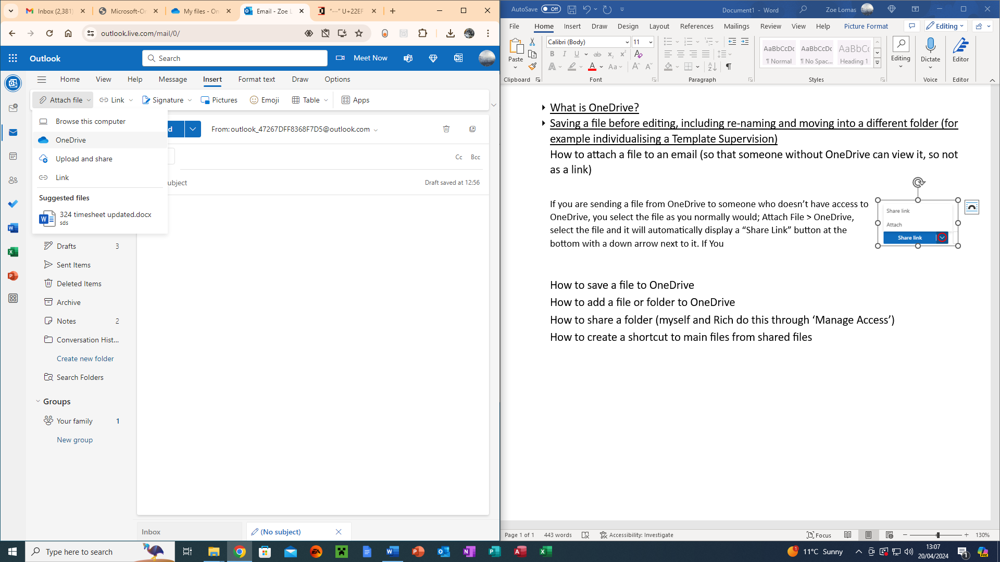 Inbox (2,381)
Microsoft-Or
My files - On
Email - Zoe L
"⋯" U+22EF
outlook.live.com/mail/0/
Outlook
Search
Meet Now
Home View Help Message Insert Format text Draw Options
Attach file Link Signature Pictures Emoji Table Apps
Browse this computer
OneDrive
Upload and share
Link
Suggested files
324 timesheet updated.docx
sds
d
From: outlook_47267DFF8368F7D5@outlook.com
Cc Bcc
ubject
Draft saved at 12:56
Drafts 3
Sent Items
Deleted Items
Archive
Notes 2
Conversation Hist...
Create new folder
Search Folders
Groups
Your family 1
New group
Inbox
(No subject)
AutoSave Off
Document1 - Word
Zoe Lomas
File Home Insert Draw Design Layout References Mailings Review View Help Picture Format
Editing
Paste
Calibri (Body) 11
B I U ab x₂ x² A
A A Aa A A
AaBbCcDc AaBbCcDc AaBbCc
¶ Normal ¶ No Spac... Heading 1
Editing
Dictate
Editor
Clipboard Font Paragraph Styles Voice Editor
What is OneDrive?
Saving a file before editing, including re-naming and moving into a different folder (for
example individualising a Template Supervision)
How to attach a file to an email (so that someone without OneDrive can view it, so not
as a link)
If you are sending a file from OneDrive to someone who doesn’t have access to
OneDrive, you select the file as you normally would; Attach File > OneDrive,
select the file and it will automatically display a “Share Link” button at the
bottom with a down arrow next to it. If You
Share link
Attach
Share link
How to save a file to OneDrive
How to add a file or folder to OneDrive
How to share a folder (myself and Rich do this through ‘Manage Access’)
How to create a shortcut to main files from shared files
Page 1 of 1 443 words Accessibility: Investigate Focus 130%
Type here to search
11°C Sunny
13:07
20/04/2024